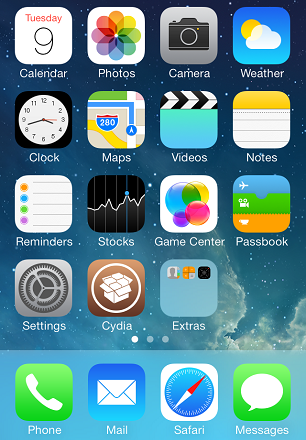 Tuesday
9
Calendar
Photos
Camera
Weather
12
Clock
280
Maps
Videos
Notes
Reminders
Stocks
Game Center
Passbook
Settings
Cydia
Extras
Phone
Mail
Safari
Messages